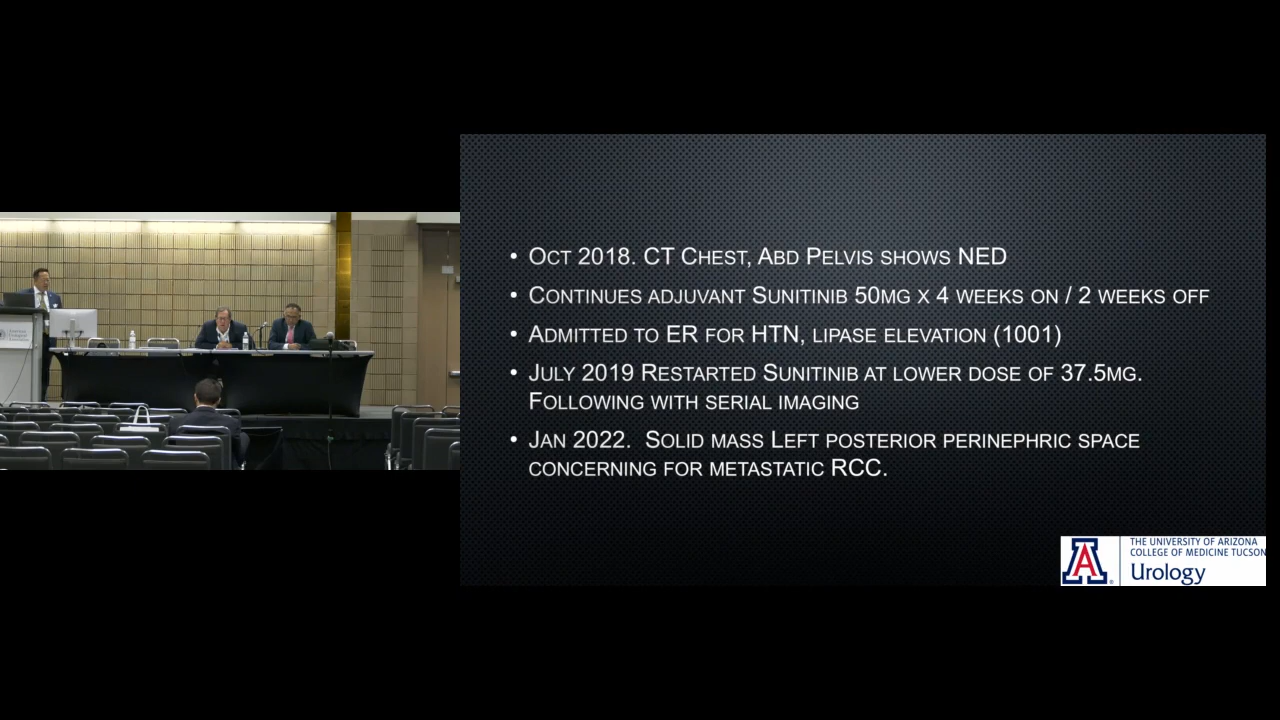 • Oct 2018. CT Chest, Abd Pelvis shows NED
• Continues adjuvant Sunitinib 50mg x 4 weeks on / 2 weeks off
• Admitted to ER for HTN, lipase elevation (1001)
• July 2019 Restarted Sunitinib at lower dose of 37.5mg.
Following with serial imaging
• Jan 2022. Solid mass Left posterior perinephric space
concerning for metastatic RCC.
THE UNIVERSITY OF ARIZONA
COLLEGE OF MEDICINE TUCSON
Urology